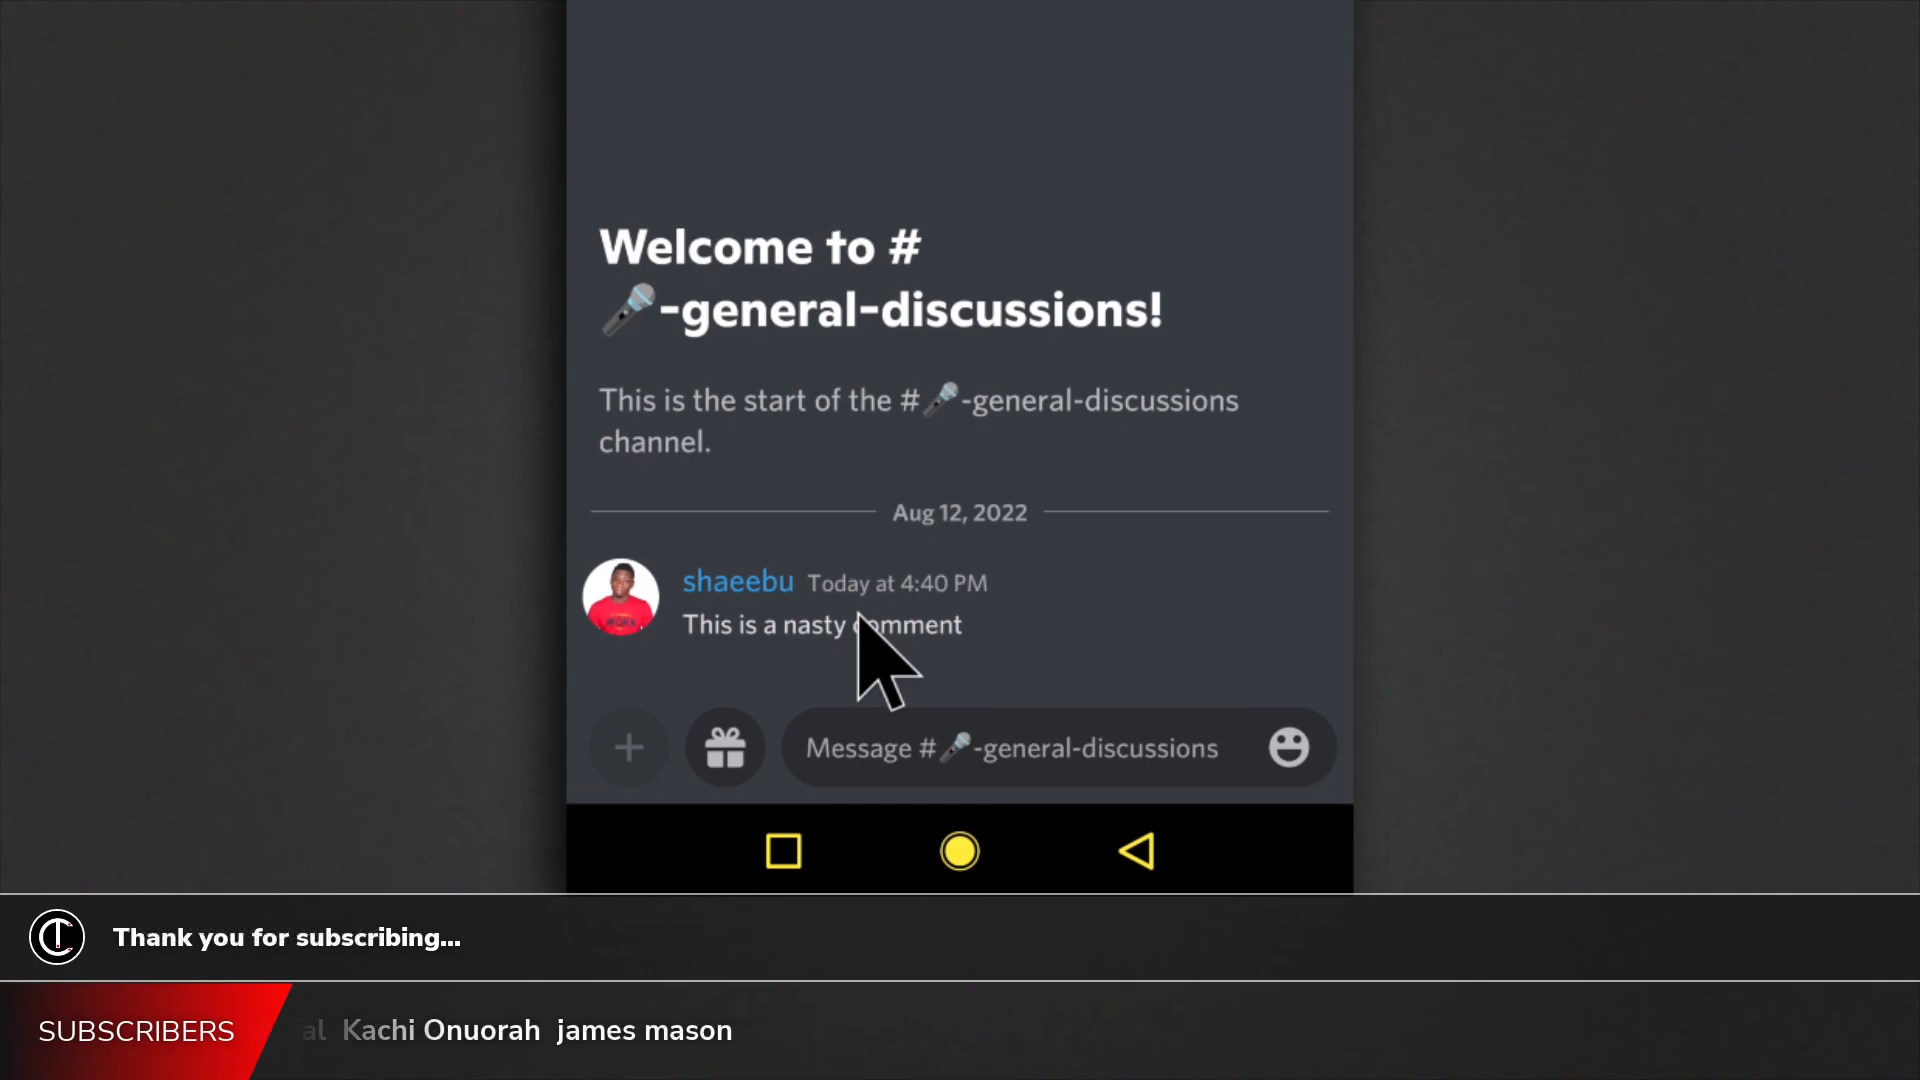 Welcome to #
🎤-general-discussions!
This is the start of the #🎤-general-discussions
channel.
Aug 12, 2022
shaeebu Today at 4:40 PM
This is a nasty comment
Message #🎤-general-discussions
Thank you for subscribing...
SUBSCRIBERS Kachi Onuorah james mason